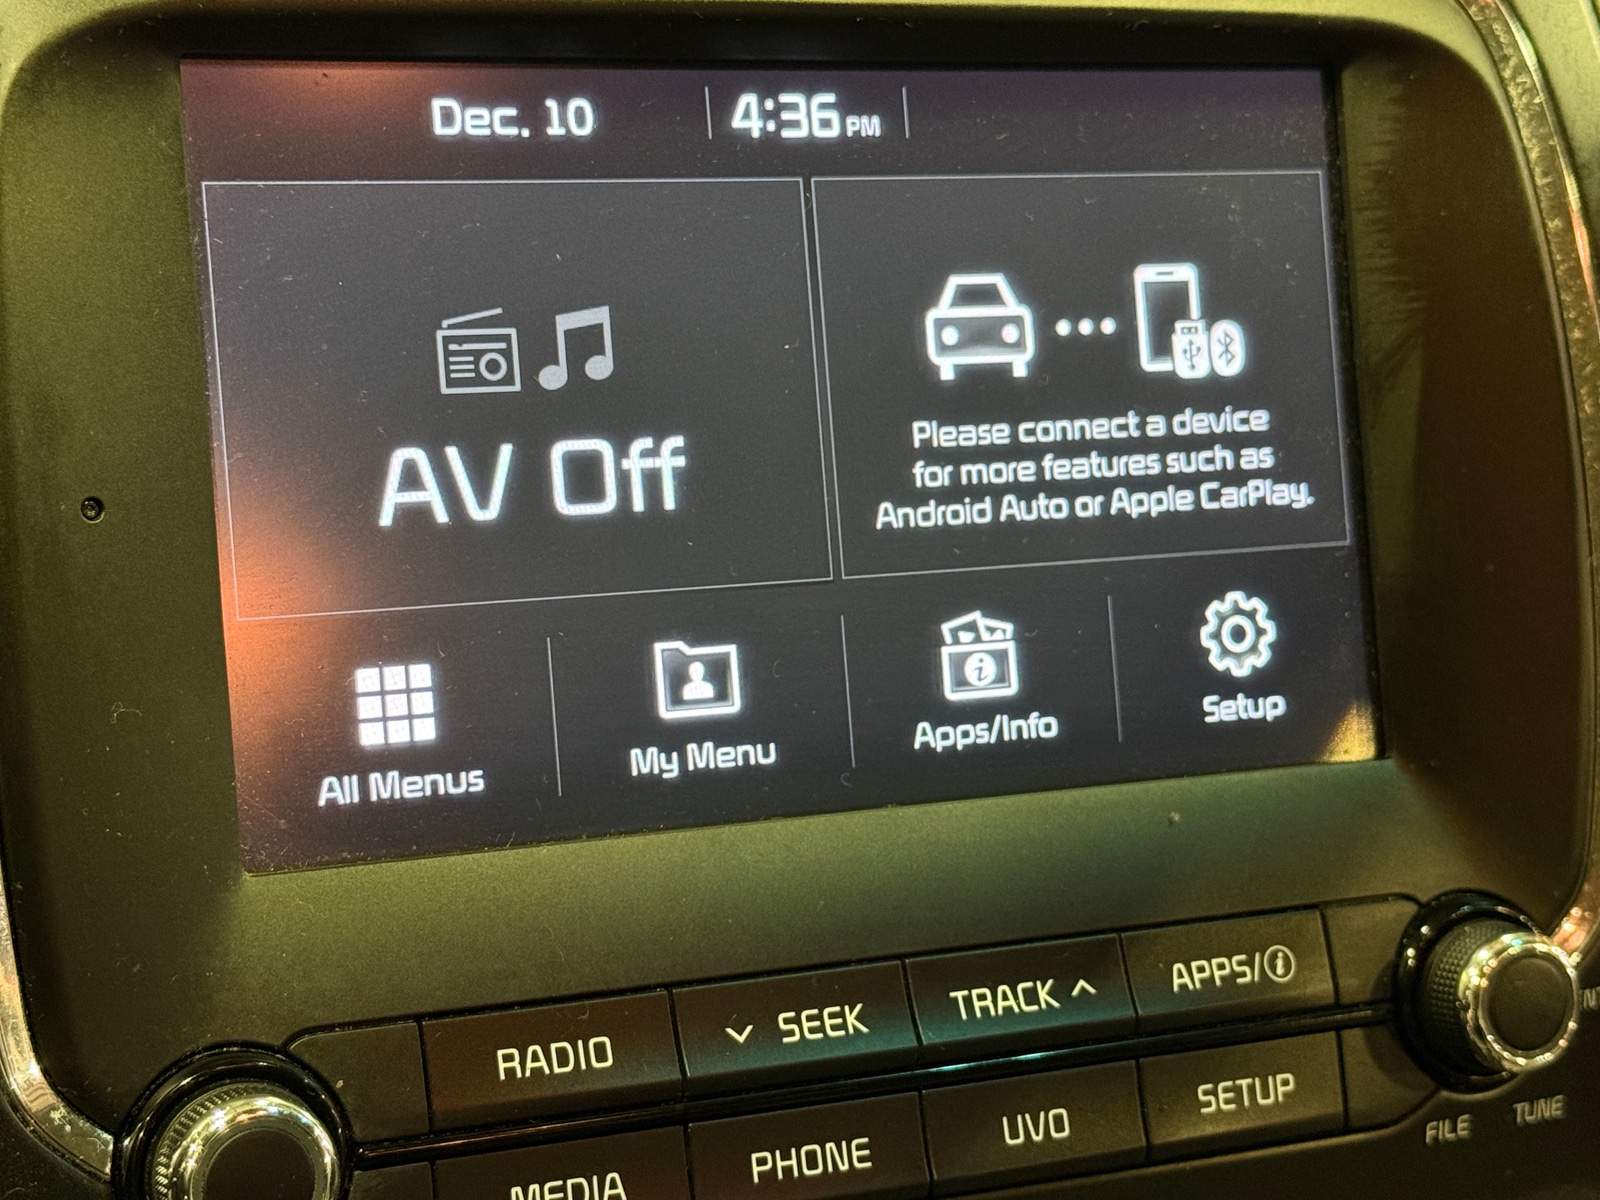 Dec. 10
4:36 PM
AV Off
Please connect a device
for more features such as
Android Auto or Apple CarPlay.
All Menus
My Menu
Apps/Info
Setup
RADIO
SEEK
TRACK
APPS/i
MEDIA
PHONE
UVO
SETUP
FILE
TUNE